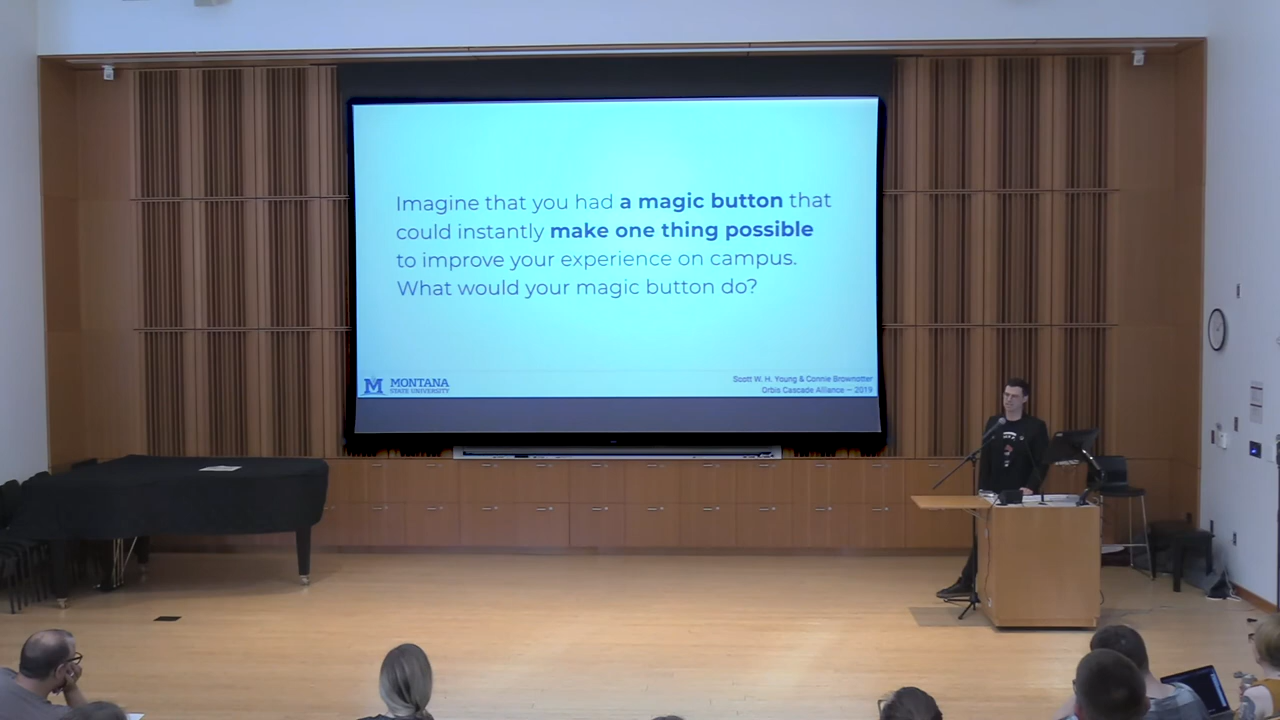 Imagine that you had a magic button that
could instantly make one thing possible
to improve your experience on campus.
What would your magic button do?
M MONTANA
STATE UNIVERSITY
Scott W. H. Young & Connie Brownotter
Orbis Cascade Alliance — 2019